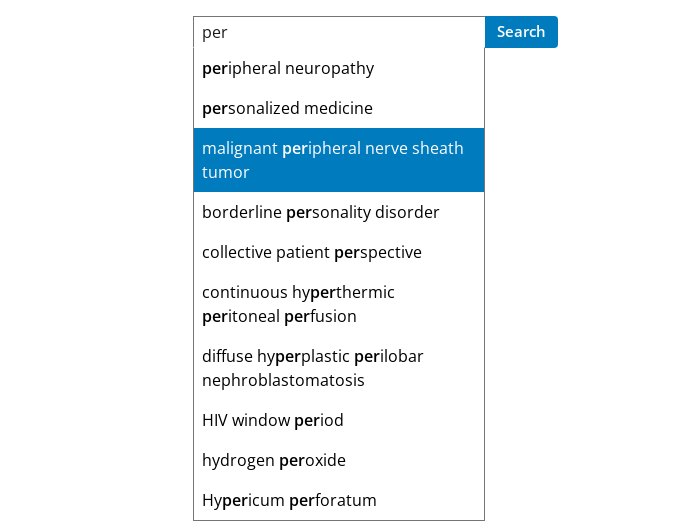 per
Search
peripheral neuropathy
personalized medicine
malignant peripheral nerve sheath
tumor
borderline personality disorder
collective patient perspective
continuous hyperthermic
peritoneal perfusion
diffuse hyperplastic perilobar
nephroblastomatosis
HIV window period
hydrogen peroxide
Hypericum perforatum